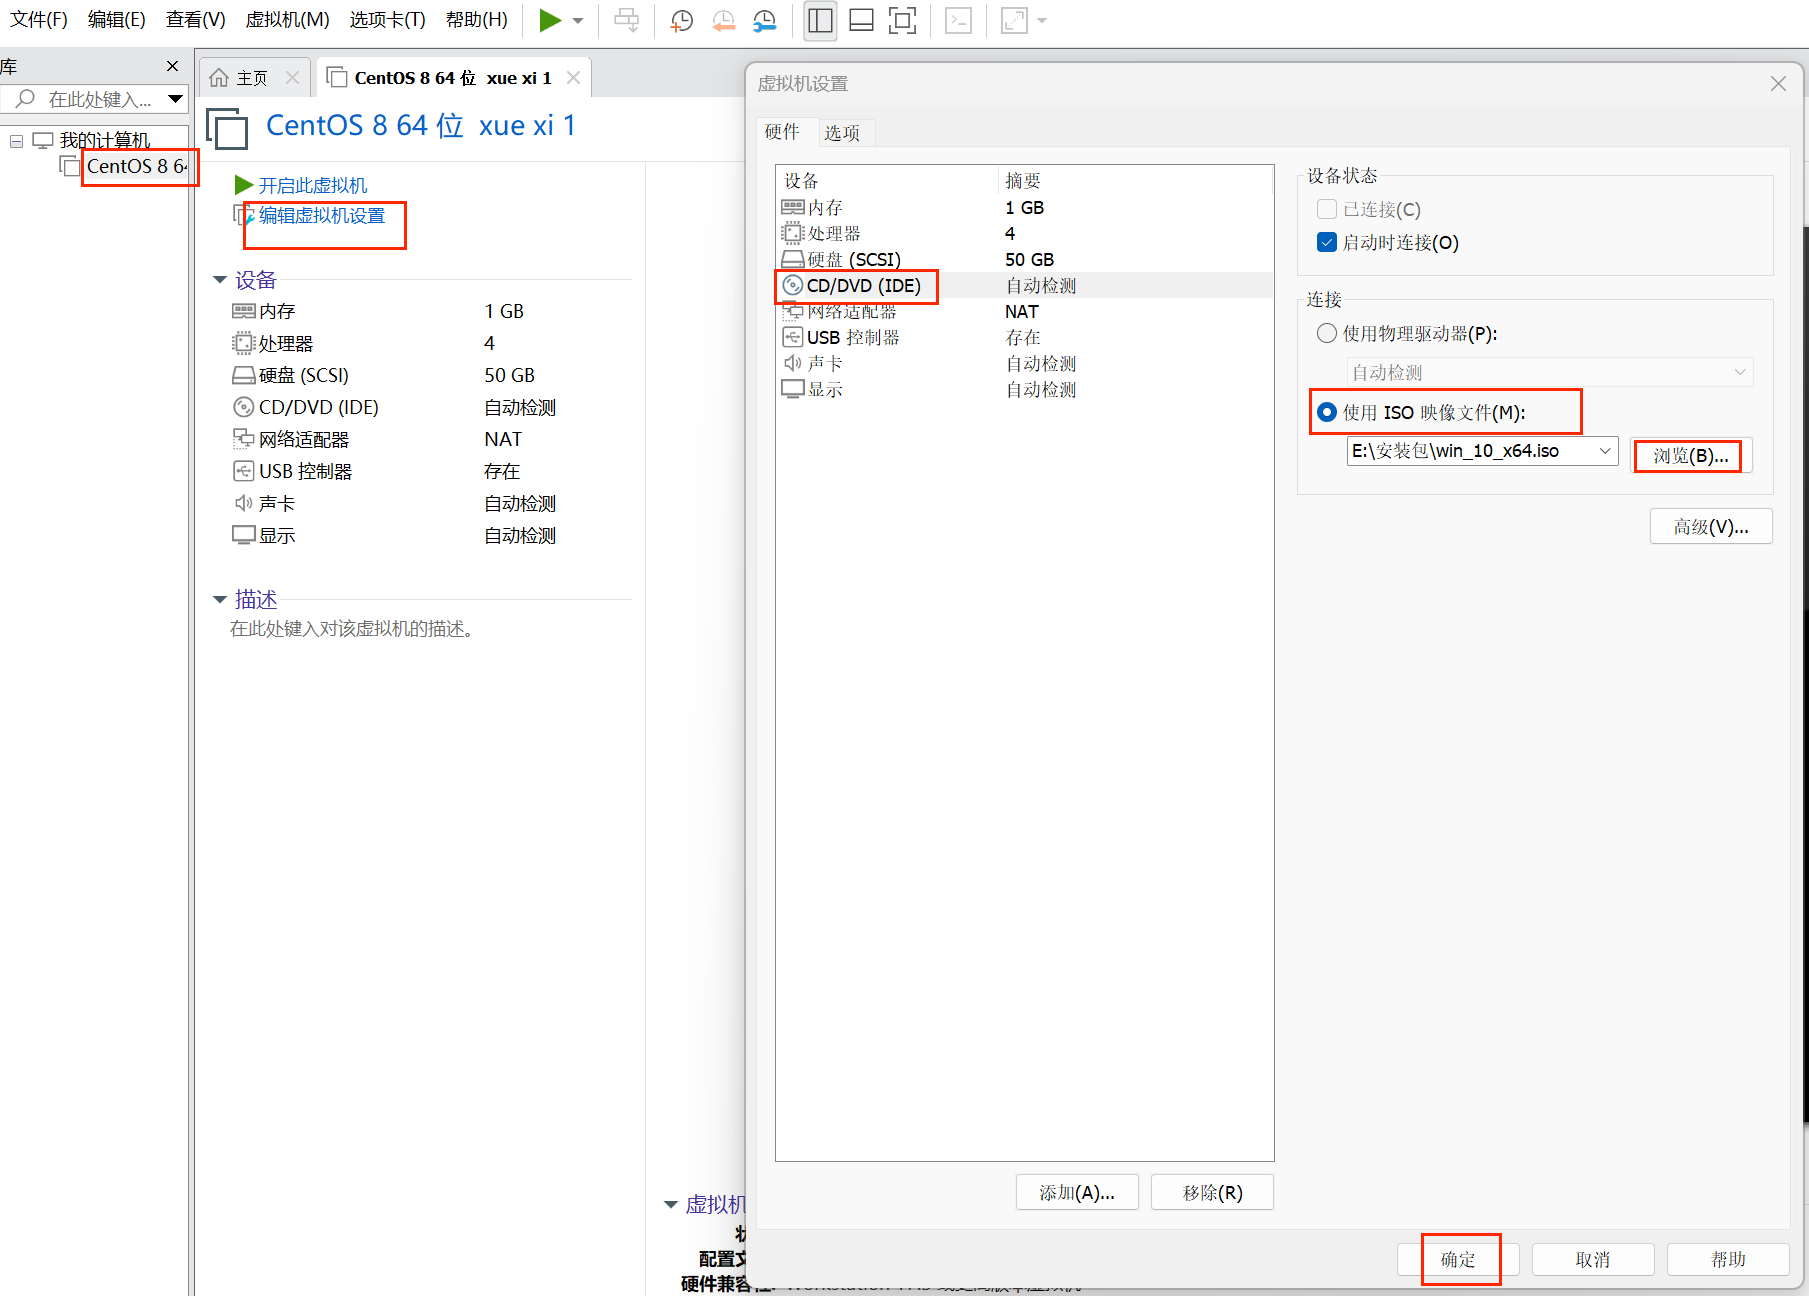 文件(F) 编辑(E) 查看(V) 虚拟机(M) 选项卡(T) 帮助(H)
库
在此处键入...
我的计算机
CentOS 8 64
主页
CentOS 8 64 位 xue xi 1
CentOS 8 64 位 xue xi 1
开启此虚拟机
编辑虚拟机设置
设备
内存 1 GB
处理器 4
硬盘 (SCSI) 50 GB
CD/DVD (IDE) 自动检测
网络适配器 NAT
USB 控制器 存在
声卡 自动检测
显示 自动检测
描述
在此处键入对该虚拟机的描述。
虚拟机
配置文
硬件兼容性:
虚拟机设置
硬件 选项
设备 摘要
内存 1 GB
处理器 4
硬盘 (SCSI) 50 GB
CD/DVD (IDE) 自动检测
网络适配器 NAT
USB 控制器 存在
声卡 自动检测
显示 自动检测
添加(A)... 移除(R)
设备状态
已连接(C)
启动时连接(O)
连接
使用物理驱动器(P):
自动检测
使用 ISO 映像文件(M):
E:\安装包\win_10_x64.iso
浏览(B)...
高级(V)...
确定 取消 帮助